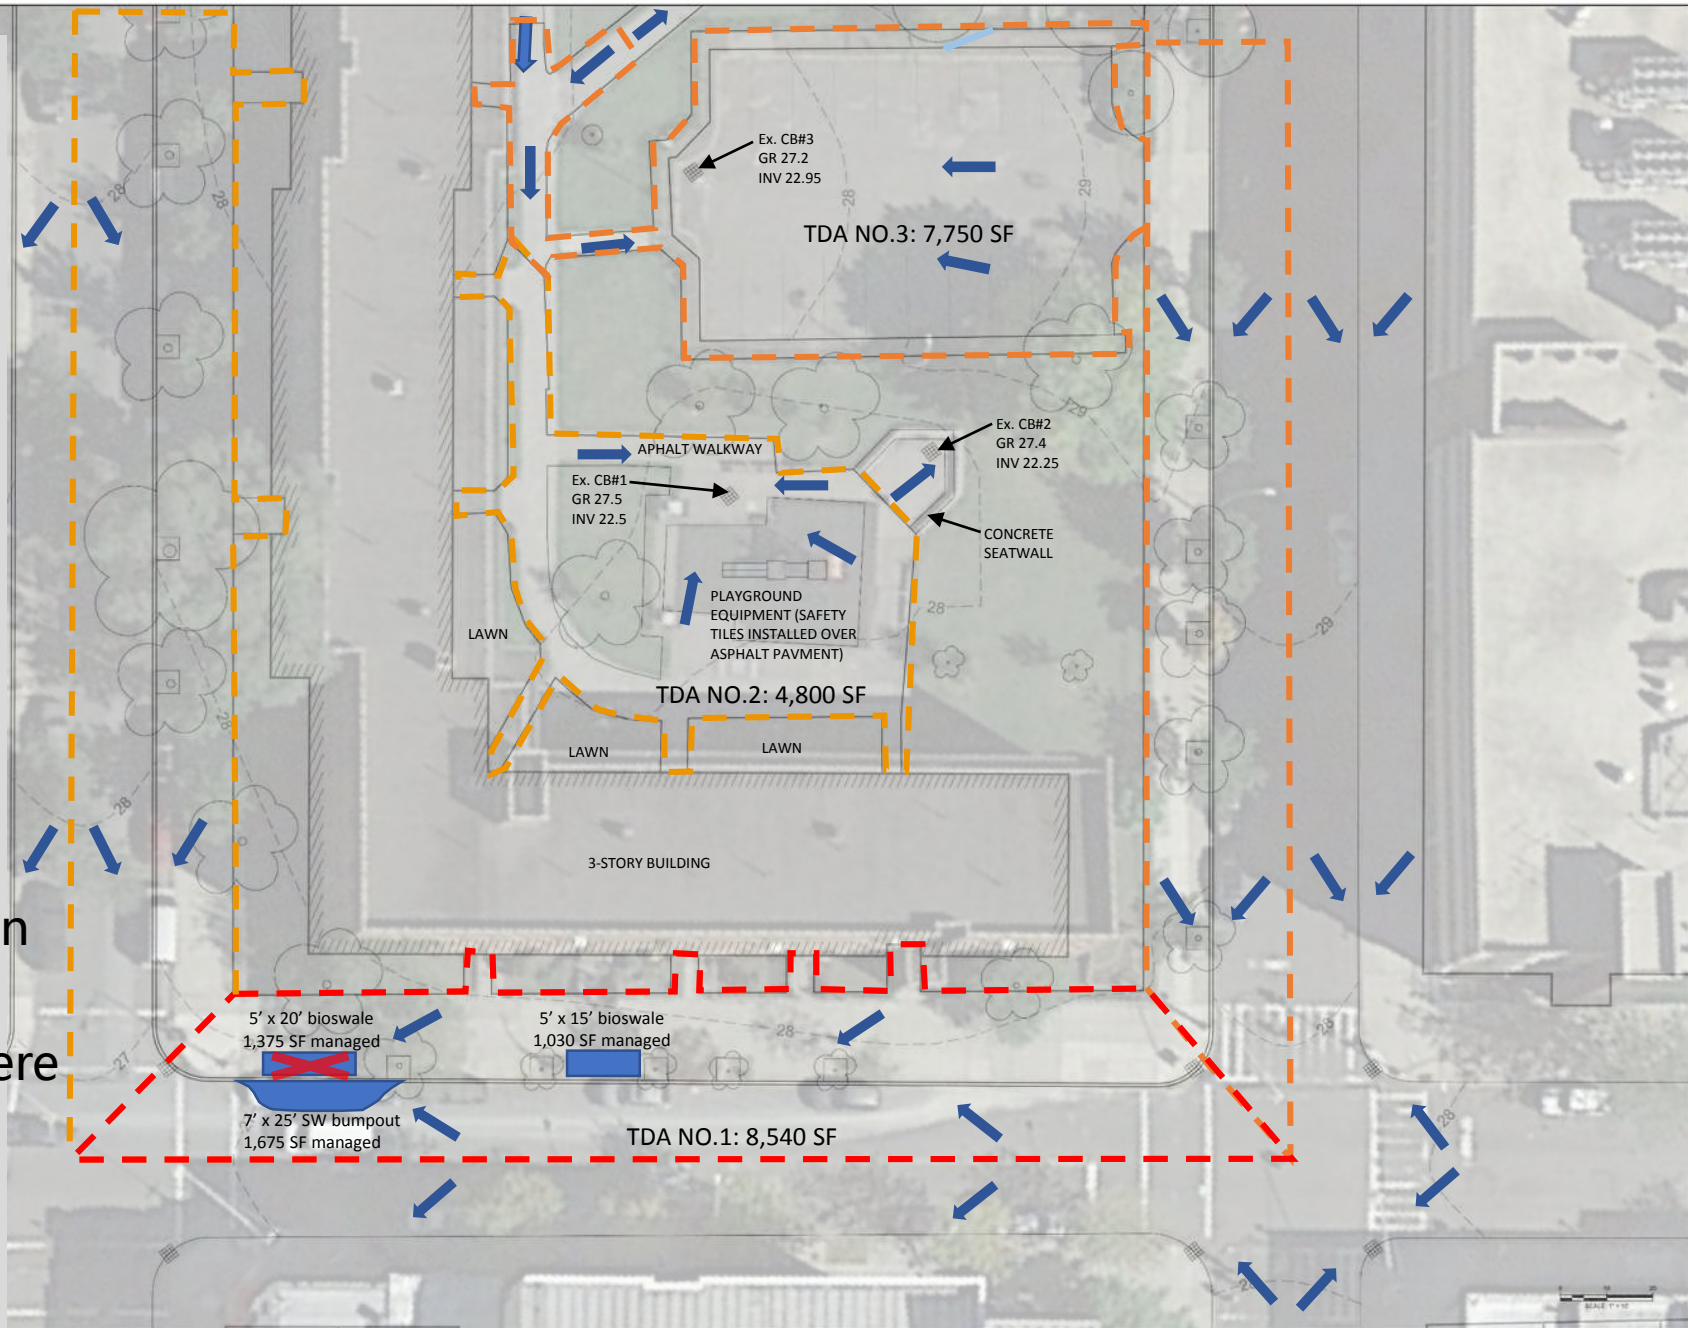 Ex. CB#3
GR 27.2
INV 22.95
28
28
28
29
TDA NO.3: 7,750 SF
29
Ex. CB#2
GR 27.4
INV 22.25
APHALT WALKWAY
Ex. CB#1
GR 27.5
INV 22.5
CONCRETE
SEATWALL
PLAYGROUND
EQUIPMENT (SAFETY
TILES INSTALLED OVER
ASPHALT PAVMENT)
28
29
LAWN
TDA NO.2: 4,800 SF
28
LAWN
LAWN
28
3-STORY BUILDING
n
5' x 20' bioswale
1,375 SF managed
5' x 15' bioswale
1,030 SF managed
28
28
27
ere
7' x 25' SW bumpout
1,675 SF managed
TDA NO.1: 8,540 SF
28
SCALE: 1" = 10'